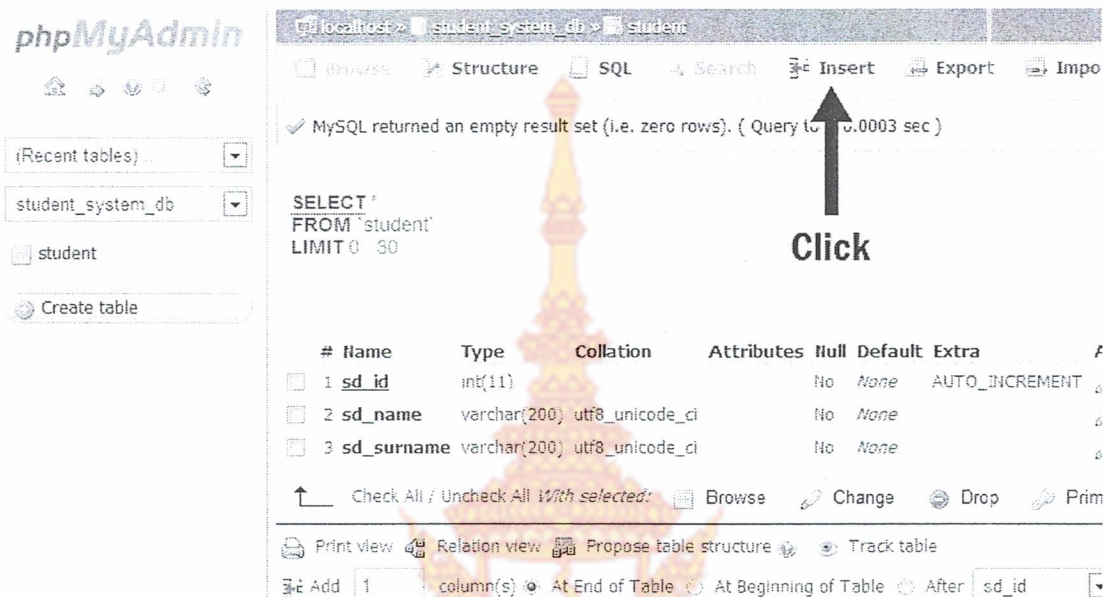 phpMyAdmin
localhost » student_system_db » student
Browse Structure SQL Search Insert Export Impo
MySQL returned an empty result set (i.e. zero rows). ( Query 0.0003 sec )
(Recent tables) ...
student_system_db
student
Create table
SELECT *
FROM `student`
LIMIT 0 30
Click
# Name Type Collation Attributes Null Default Extra
1 sd_id int(11) No None AUTO_INCREMENT
2 sd_name varchar(200) utf8_unicode_ci No None
3 sd_surname varchar(200) utf8_unicode_ci No None
Check All / Uncheck All With selected: Browse Change Drop Prim
Print view Relation view Propose table structure Track table
Add 1 column(s) At End of Table At Beginning of Table After sd_id